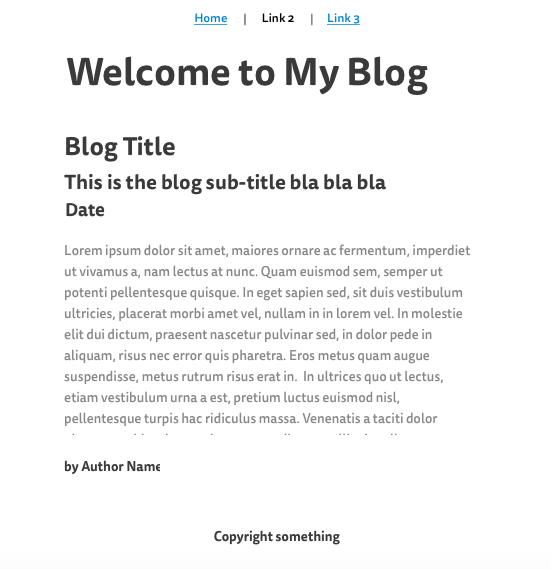 Home | Link 2 | Link 3
Welcome to My Blog
Blog Title
This is the blog sub-title bla bla bla
Date
Lorem ipsum dolor sit amet, maiores ornare ac fermentum, imperdiet
ut vivamus a, nam lectus at nunc. Quam euismod sem, semper ut
potenti pellentesque quisque. In eget sapien sed, sit duis vestibulum
ultricies, placerat morbi amet vel, nullam in in lorem vel. In molestie
elit dui dictum, praesent nascetur pulvinar sed, in dolor pede in
aliquam, risus nec error quis pharetra. Eros metus quam augue
suspendisse, metus rutrum risus erat in.  In ultrices quo ut lectus,
etiam vestibulum urna a est, pretium luctus euismod nisl,
pellentesque turpis hac ridiculus massa. Venenatis a taciti dolor
by Author Name
Copyright something